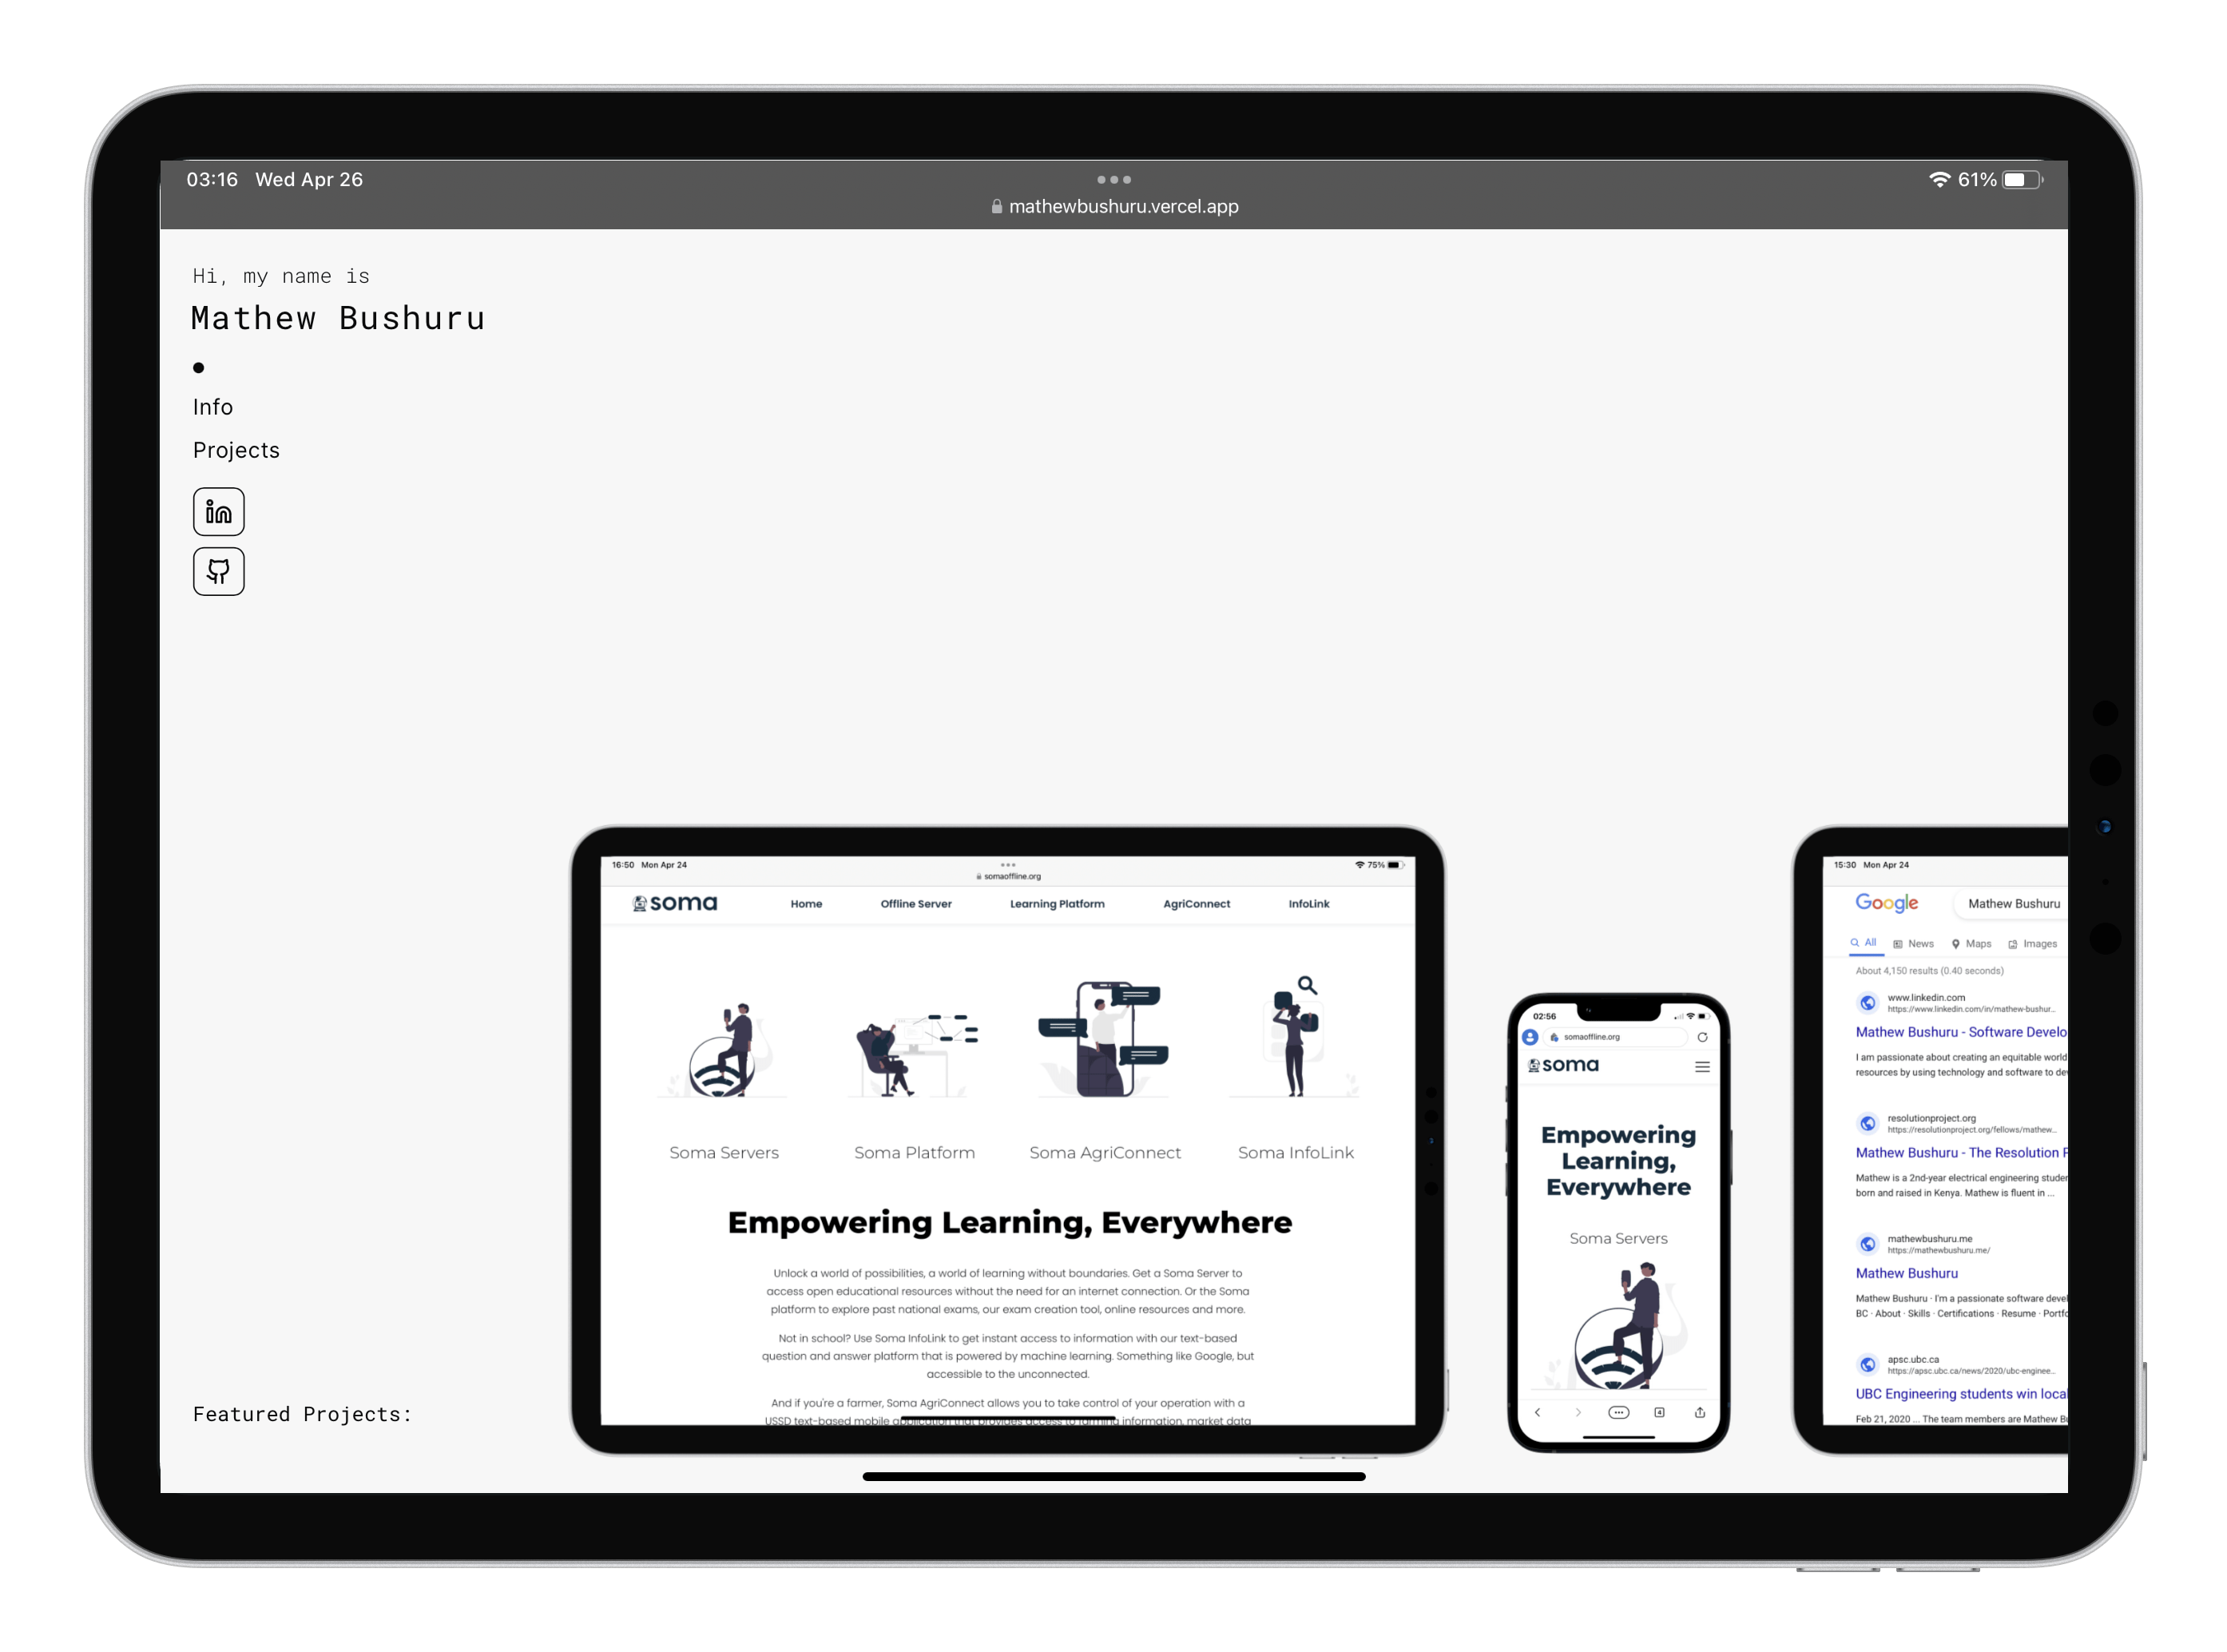 03:16 Wed Apr 26
61%
mathewbushuru.vercel.app
Hi, my name is
Mathew Bushuru
Info
Projects
in
Featured Projects:
16:50 Mon Apr 24
75%
somaoffline.org
soma
Home Offline Server Learning Platform AgriConnect InfoLink
Soma Servers Soma Platform Soma AgriConnect Soma InfoLink
Empowering Learning, Everywhere
Unlock a world of possibilities, a world of learning without boundaries. Get a Soma Server to
access open educational resources without the need for an internet connection. Or the Soma
platform to explore past national exams, our exam creation tool, online resources and more.
Not in school? Use Soma InfoLink to get instant access to information with our text-based
question and answer platform that is powered by machine learning. Something like Google, but
accessible to the unconnected.
And if you're a farmer, Soma AgriConnect allows you to take control of your operation with a
USSD text-based mobile application that provides access to farming information, market data
02:56
somaoffline.org
soma
Empowering
Learning,
Everywhere
Soma Servers
4
15:30 Mon Apr 24
Google
Mathew Bushuru
All News Maps Images
About 4,150 results (0.40 seconds)
www.linkedin.com
https://www.linkedin.com/in/mathew-bushur...
Mathew Bushuru - Software Develo
I am passionate about creating an equitable world
resources by using technology and software to de
resolutionproject.org
https://resolutionproject.org/fellows/mathew...
Mathew Bushuru - The Resolution
Mathew is a 2nd-year electrical engineering studen
born and raised in Kenya. Mathew is fluent in ...
mathewbushuru.me
https://mathewbushuru.me/
Mathew Bushuru
Mathew Bushuru · I'm a passionate software devel
BC · About · Skills · Certifications · Resume · Portfo
apsc.ubc.ca
https://apsc.ubc.ca/news/2020/ubc-enginee...
UBC Engineering students win local
Feb 21, 2020 ... The team members are Mathew B